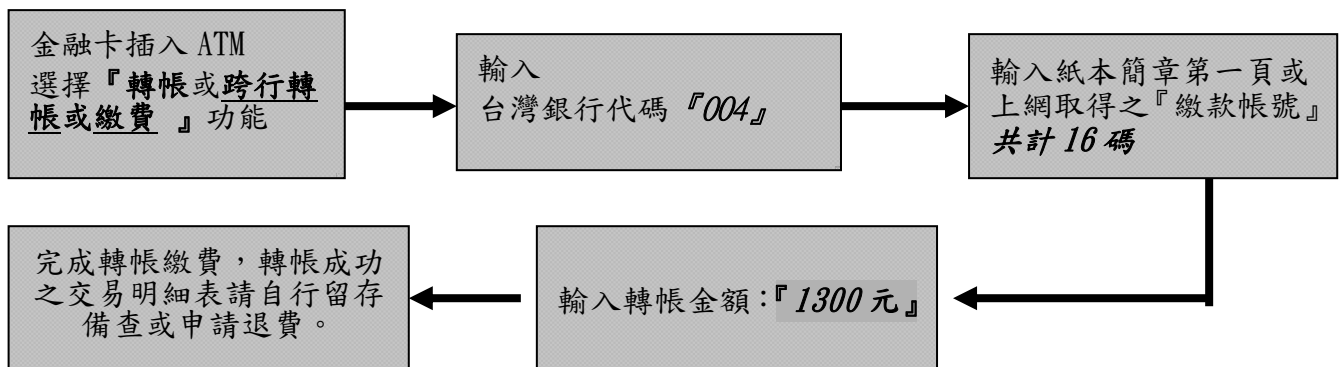 金融卡插入 ATM
選擇『轉帳或跨行轉
帳或繳費 』功能
輸入
台灣銀行代碼『004』
輸入紙本簡章第一頁或
上網取得之『繳款帳號』
共計 16 碼
輸入轉帳金額：『1300 元』
完成轉帳繳費，轉帳成功
之交易明細表請自行留存
備查或申請退費。